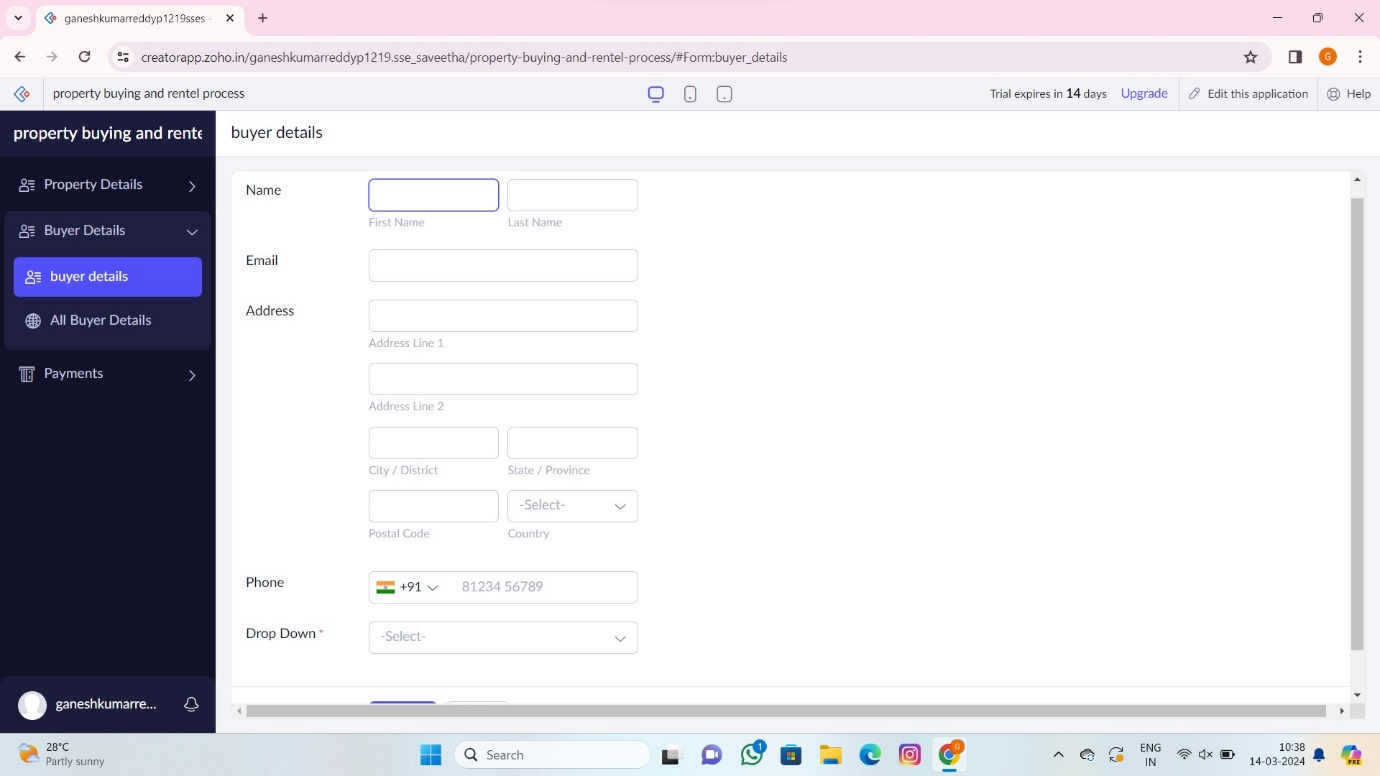 ganeshkumarreddyp1219sses
creatorapp.zoho.in/ganeshkumarreddyp1219.sse_saveetha/property-buying-and-rentel-process/#Form:buyer_details
G
property buying and rentel process
Trial expires in 14 days Upgrade Edit this application Help
property buying and rente
buyer details
Property Details
Buyer Details
buyer details
All Buyer Details
Payments
Name
First Name Last Name
Email
Address
Address Line 1
Address Line 2
City / District State / Province
-Select-
Postal Code Country
Phone +91 81234 56789
Drop Down * -Select-
ganeshkumarre...
28°C
Partly sunny
Search
1
G
ENG
IN
10:38
14-03-2024
PRE